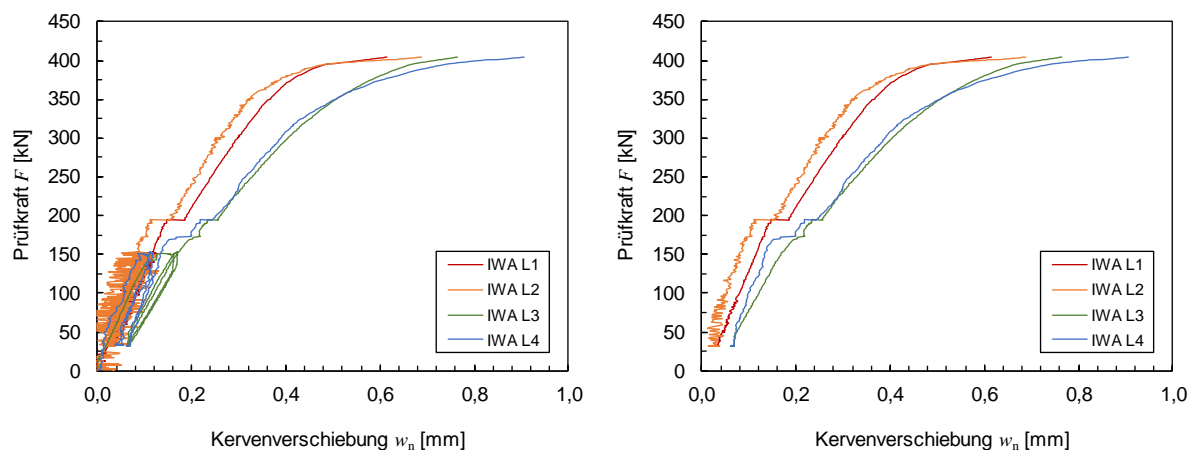 450
400
350
300
250
200
150
100
50
0
Prüfkraft F [kN]
0,0 0,2 0,4 0,6 0,8 1,0
Kervenverschiebung wn [mm]
IWA L1
IWA L2
IWA L3
IWA L4
450
400
350
300
250
200
150
100
50
0
Prüfkraft F [kN]
0,0 0,2 0,4 0,6 0,8 1,0
Kervenverschiebung wn [mm]
IWA L1
IWA L2
IWA L3
IWA L4